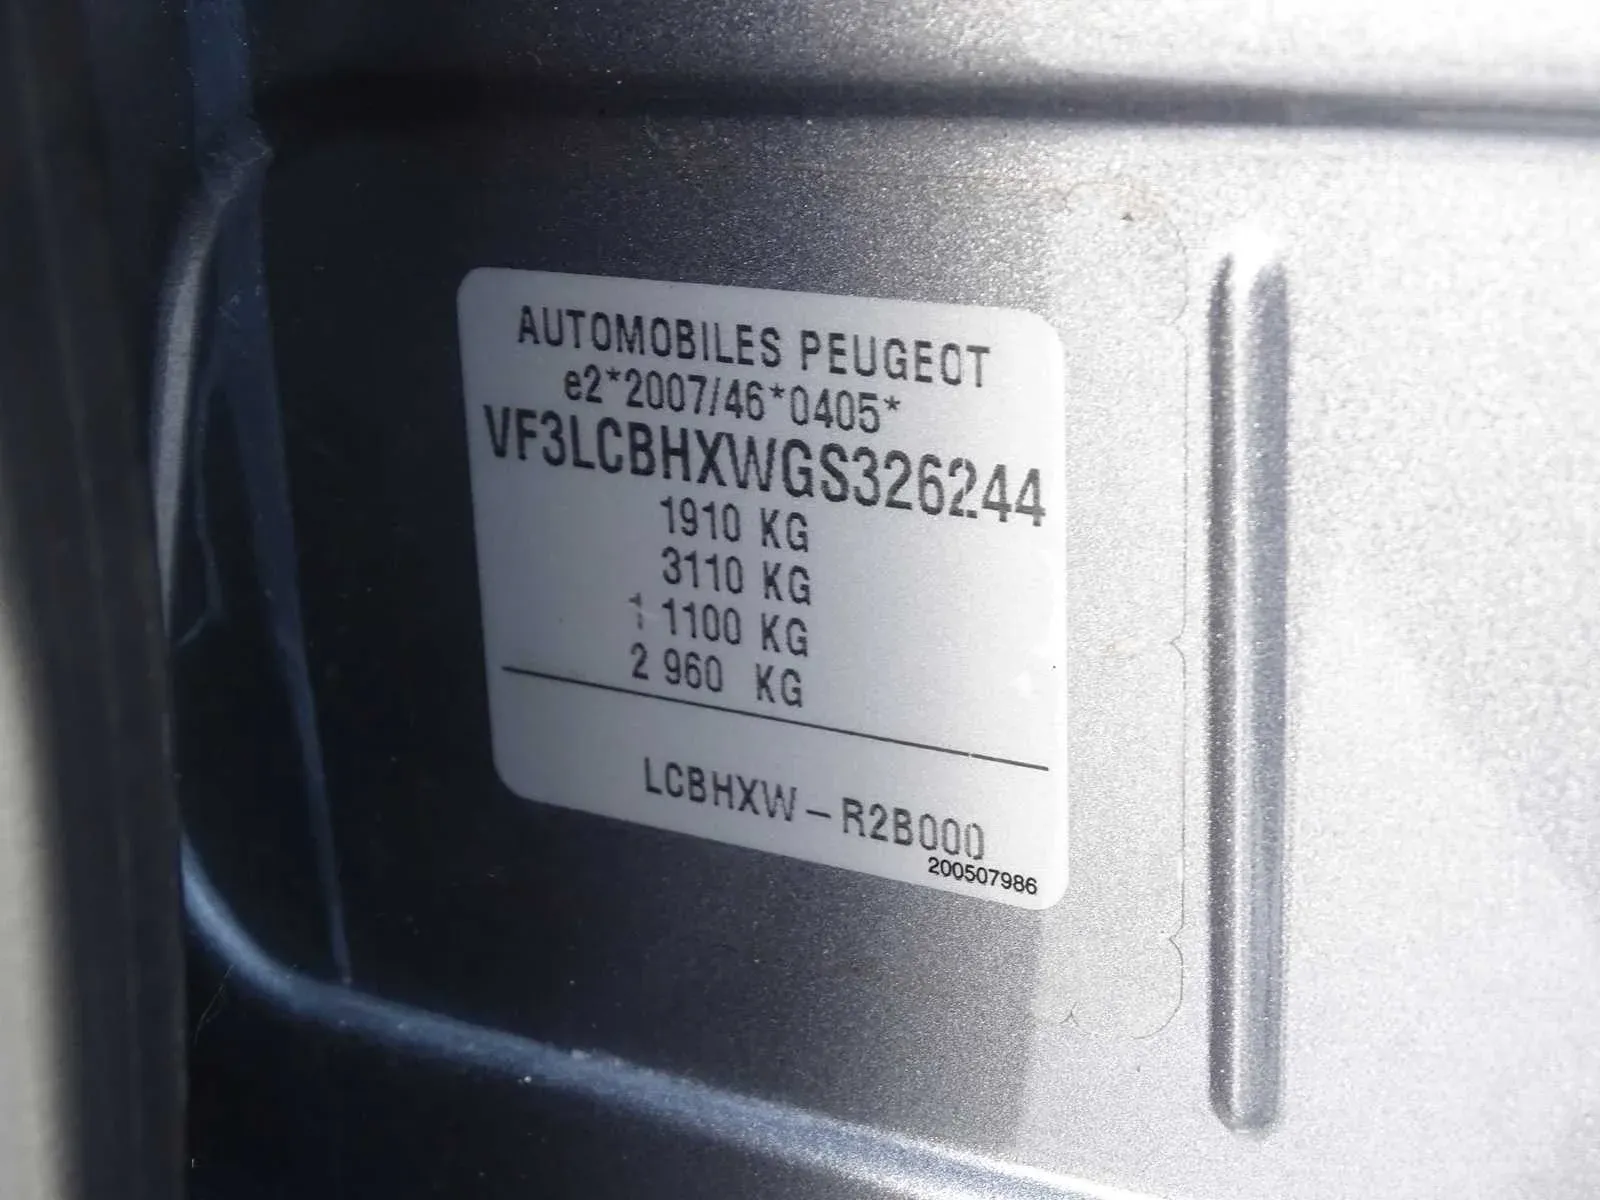 AUTOMOBILES PEUGEOT
e2*2007/46*0405*
VF3LCBHXWGS326244
1910 KG
3110 KG
1 1100 KG
2 960 KG
LCBHXW-R2B000
200507986